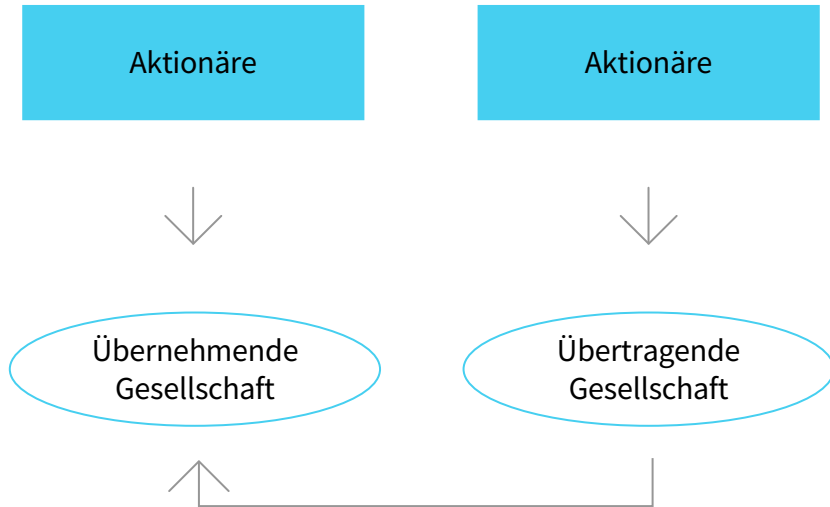 Aktionäre
Aktionäre
Übernehmende
Gesellschaft
Übertragende
Gesellschaft